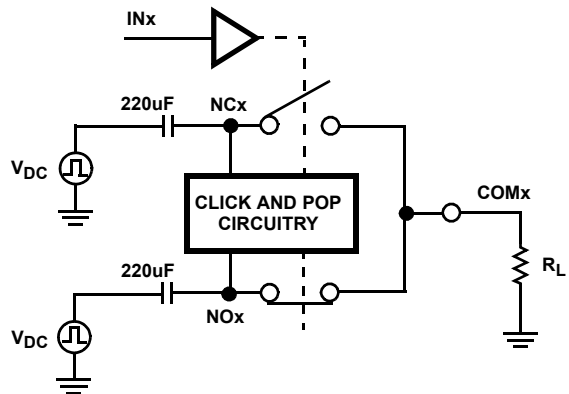 INx
220uF
NCx
VDC
CLICK AND POP
CIRCUITRY
COMx
RL
220uF
NOx
VDC